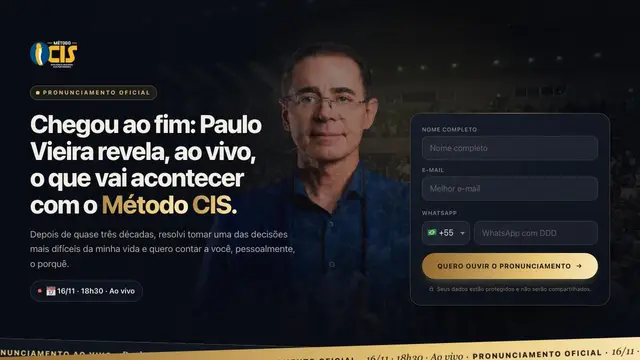 MÉTODO
CIS
PRONUNCIAMENTO OFICIAL
Chegou ao fim: Paulo
Vieira revela, ao vivo,
o que vai acontecer
com o Método CIS.
Depois de quase três décadas, resolvi tomar uma das decisões
mais difíceis da minha vida e quero contar a você, pessoalmente,
o porquê.
16/11 · 18h30 · Ao vivo
NOME COMPLETO
Nome completo
E-MAIL
Melhor e-mail
WHATSAPP
+55
WhatsApp com DDD
QUERO OUVIR O PRONUNCIAMENTO →
Seus dados estão protegidos e não serão compartilhados.
PRONUNCIAMENTO OFICIAL · 16/11 · 18h30 · Ao vivo · PRONUNCIAMENTO OFICIAL · 16/11 ·